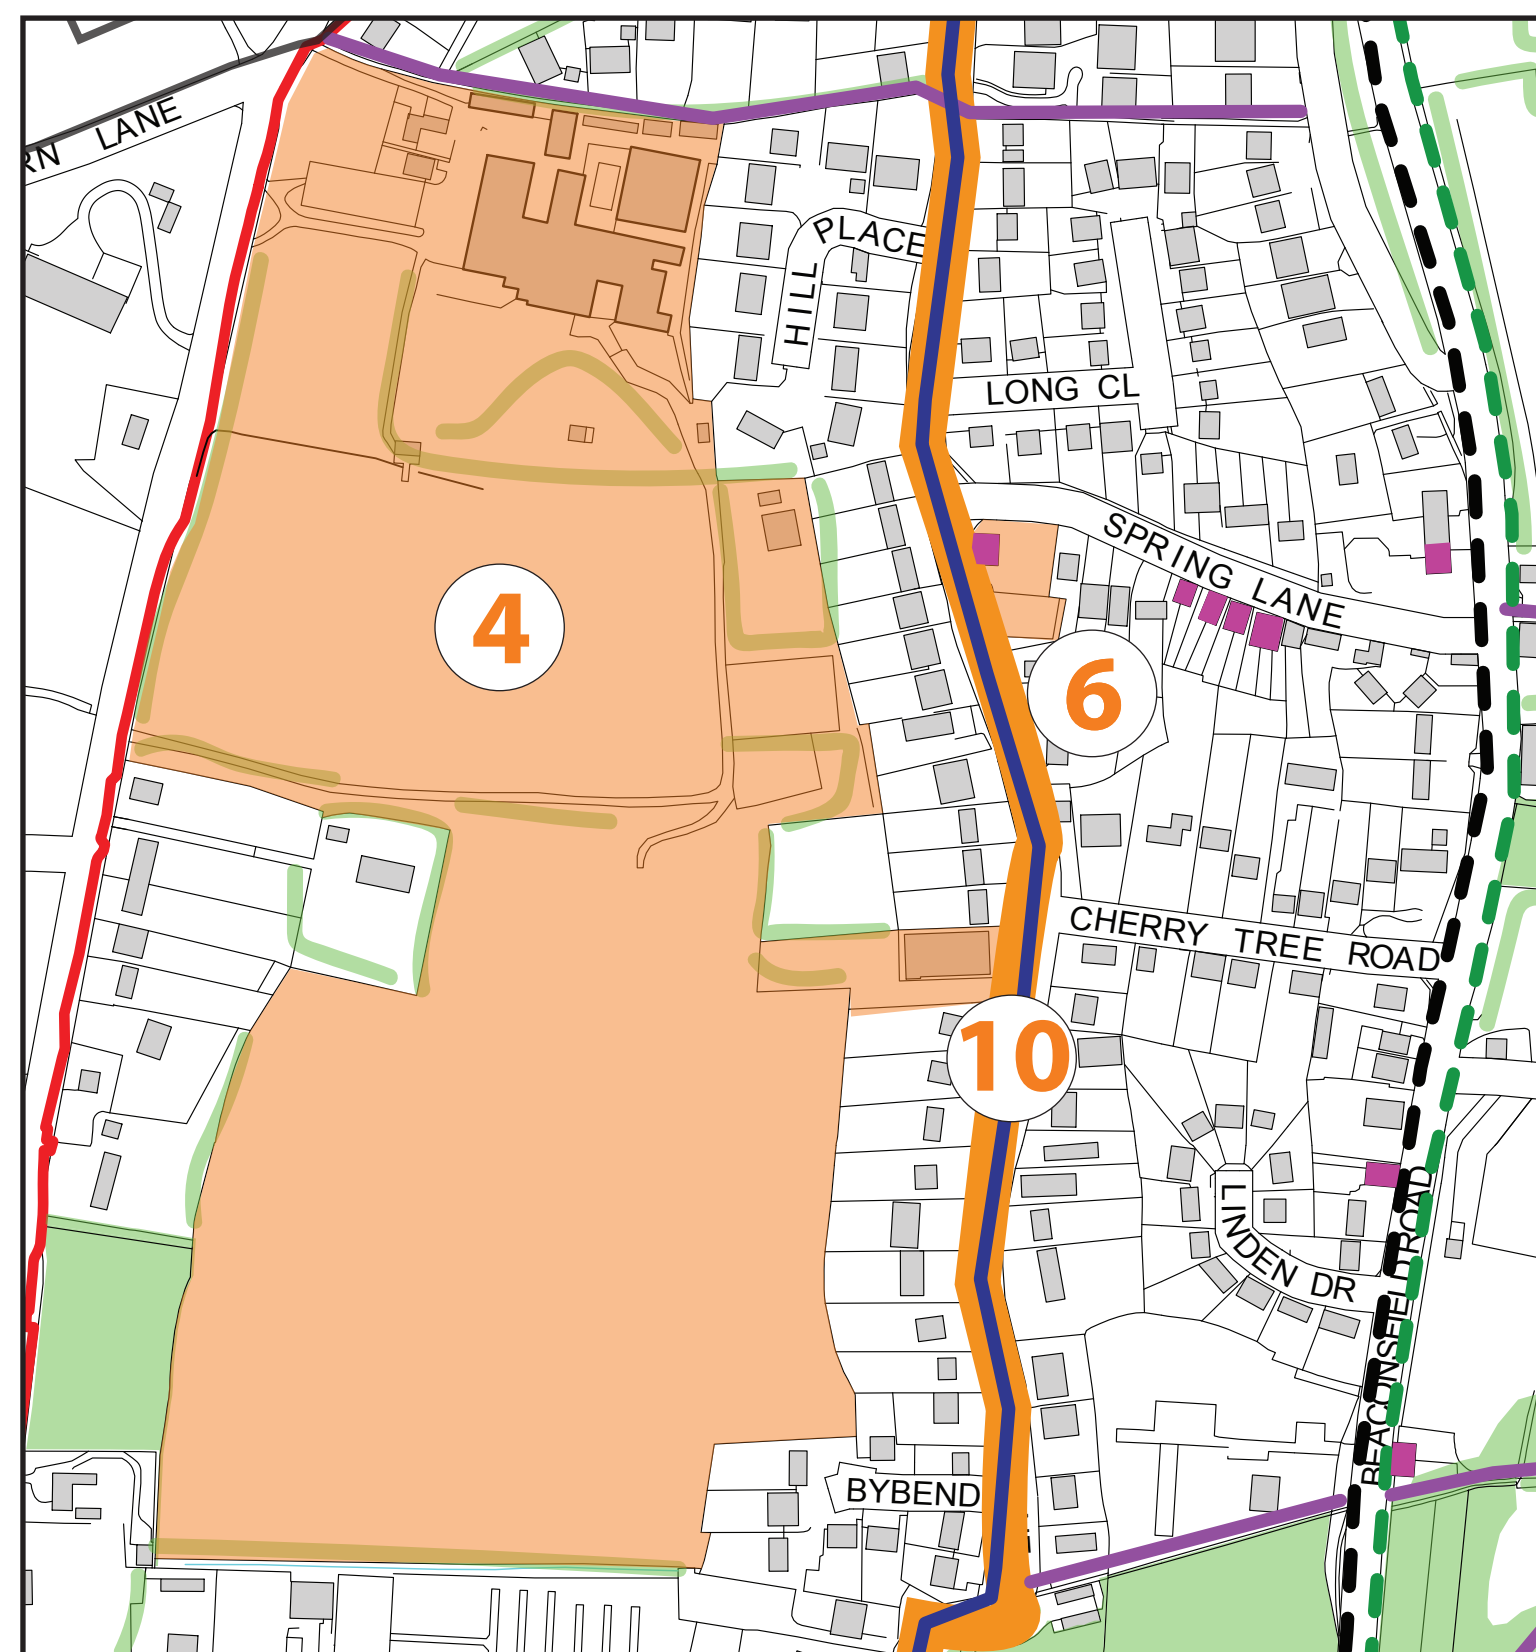 RN LANE
HILL PLACE
LONG CL
SPRING LANE
4
6
CHERRY TREE ROAD
10
LINDEN DR
BEACONSFIELD ROAD
BYBEND